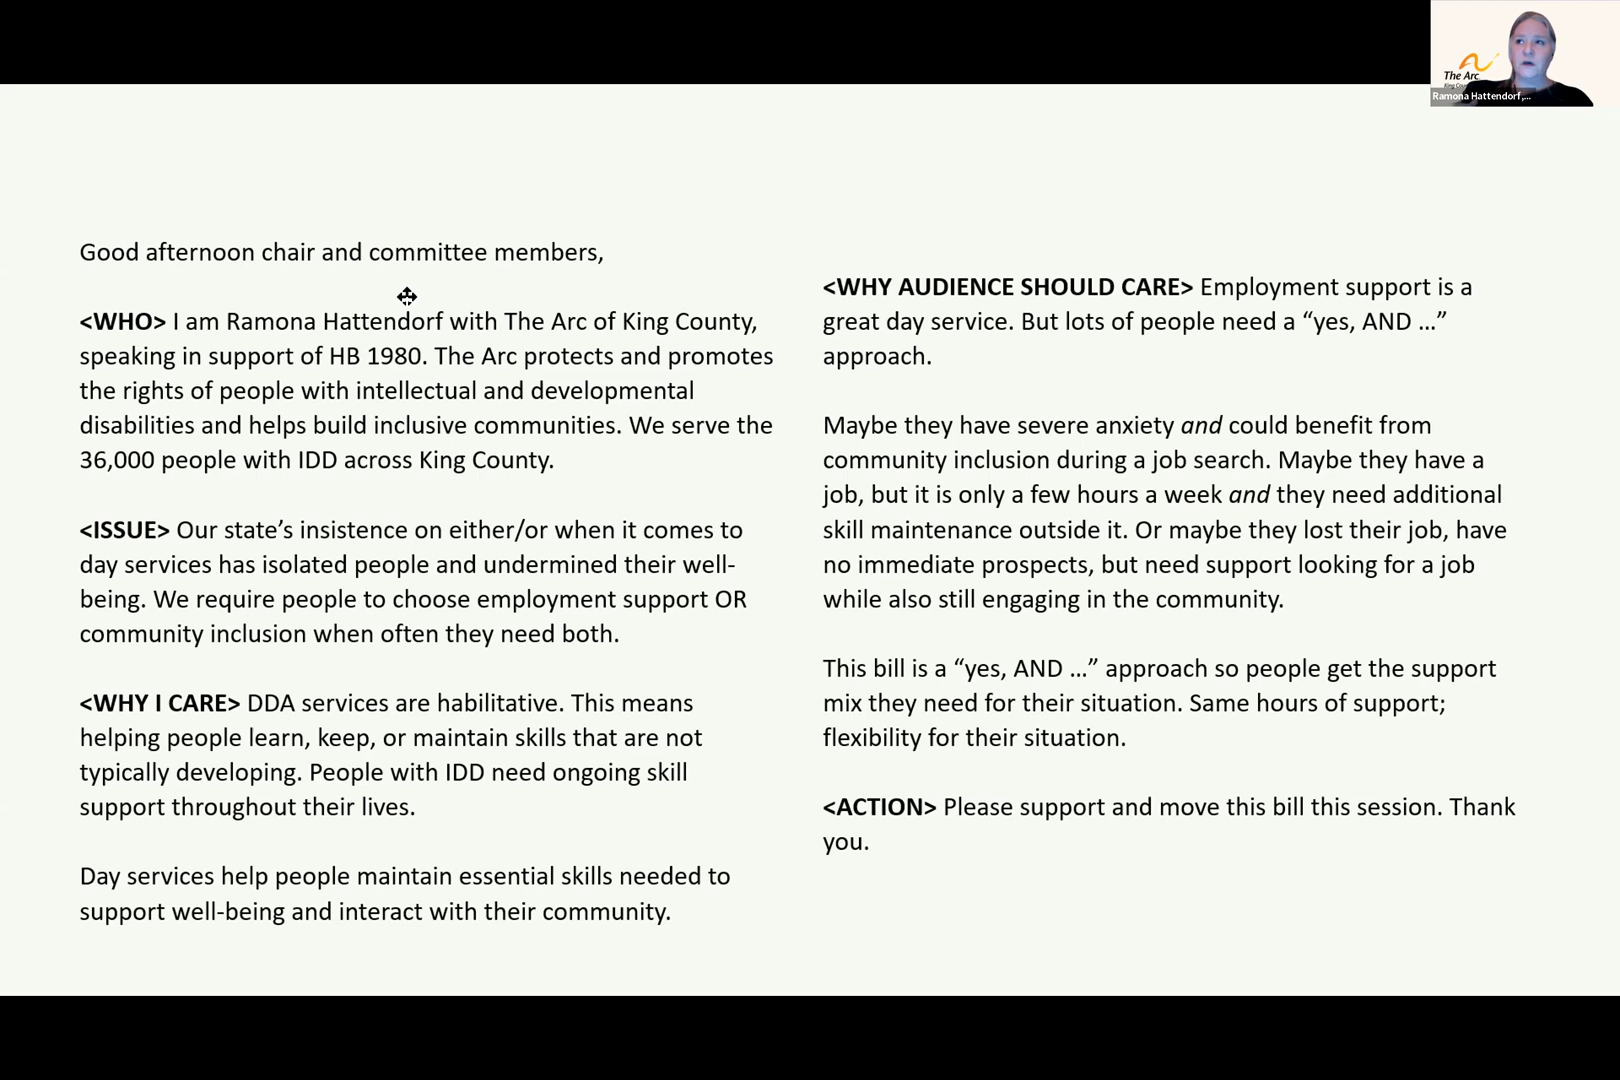 Good afternoon chair and committee members,
<WHO> I am Ramona Hattendorf with The Arc of King County,
speaking in support of HB 1980. The Arc protects and promotes
the rights of people with intellectual and developmental
disabilities and helps build inclusive communities. We serve the
36,000 people with IDD across King County.
<ISSUE> Our state’s insistence on either/or when it comes to
day services has isolated people and undermined their well-
being. We require people to choose employment support OR
community inclusion when often they need both.
<WHY I CARE> DDA services are habilitative. This means
helping people learn, keep, or maintain skills that are not
typically developing. People with IDD need ongoing skill
support throughout their lives.
Day services help people maintain essential skills needed to
support well-being and interact with their community.
<WHY AUDIENCE SHOULD CARE> Employment support is a
great day service. But lots of people need a “yes, AND …”
approach.
Maybe they have severe anxiety and could benefit from
community inclusion during a job search. Maybe they have a
job, but it is only a few hours a week and they need additional
skill maintenance outside it. Or maybe they lost their job, have
no immediate prospects, but need support looking for a job
while also still engaging in the community.
This bill is a “yes, AND …” approach so people get the support
mix they need for their situation. Same hours of support;
flexibility for their situation.
<ACTION> Please support and move this bill this session. Thank
you.
The Arc
Ramona Hattendorf,...